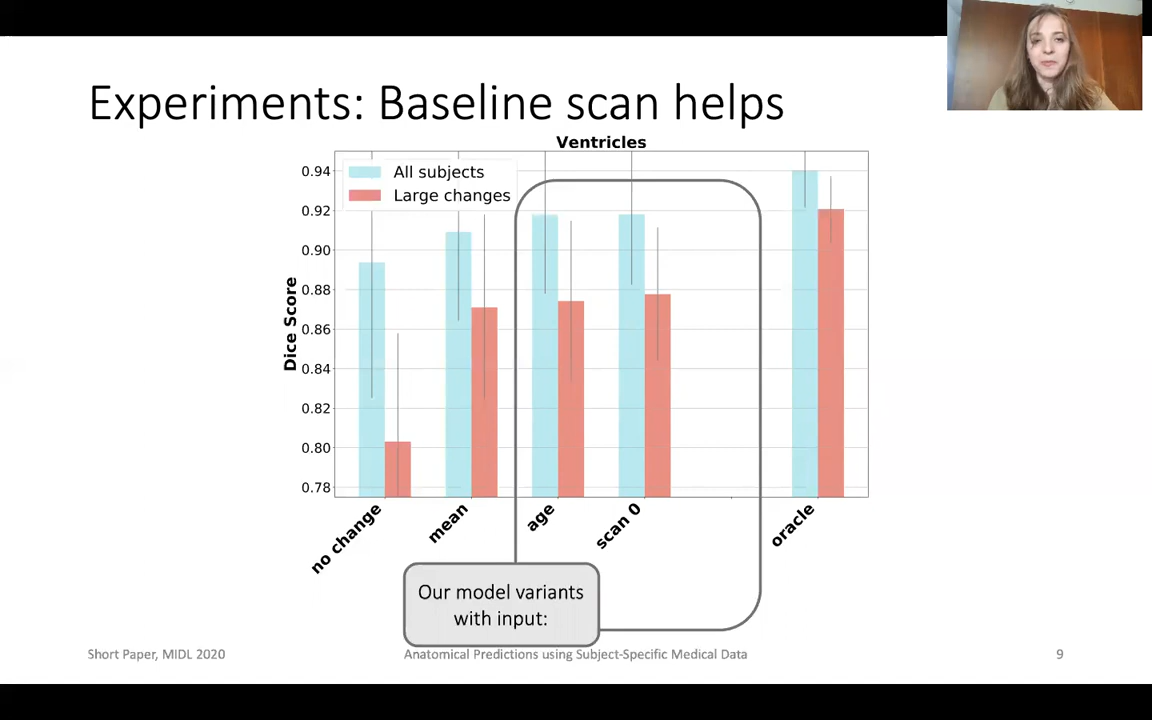 Experiments: Baseline scan helps
Ventricles
All subjects
Large changes
Dice Score
0.94
0.92
0.90
0.88
0.86
0.84
0.82
0.80
0.78
no change
mean
age
scan 0
oracle
Our model variants
with input:
Short Paper, MIDL 2020
Anatomical Predictions using Subject-Specific Medical Data
9